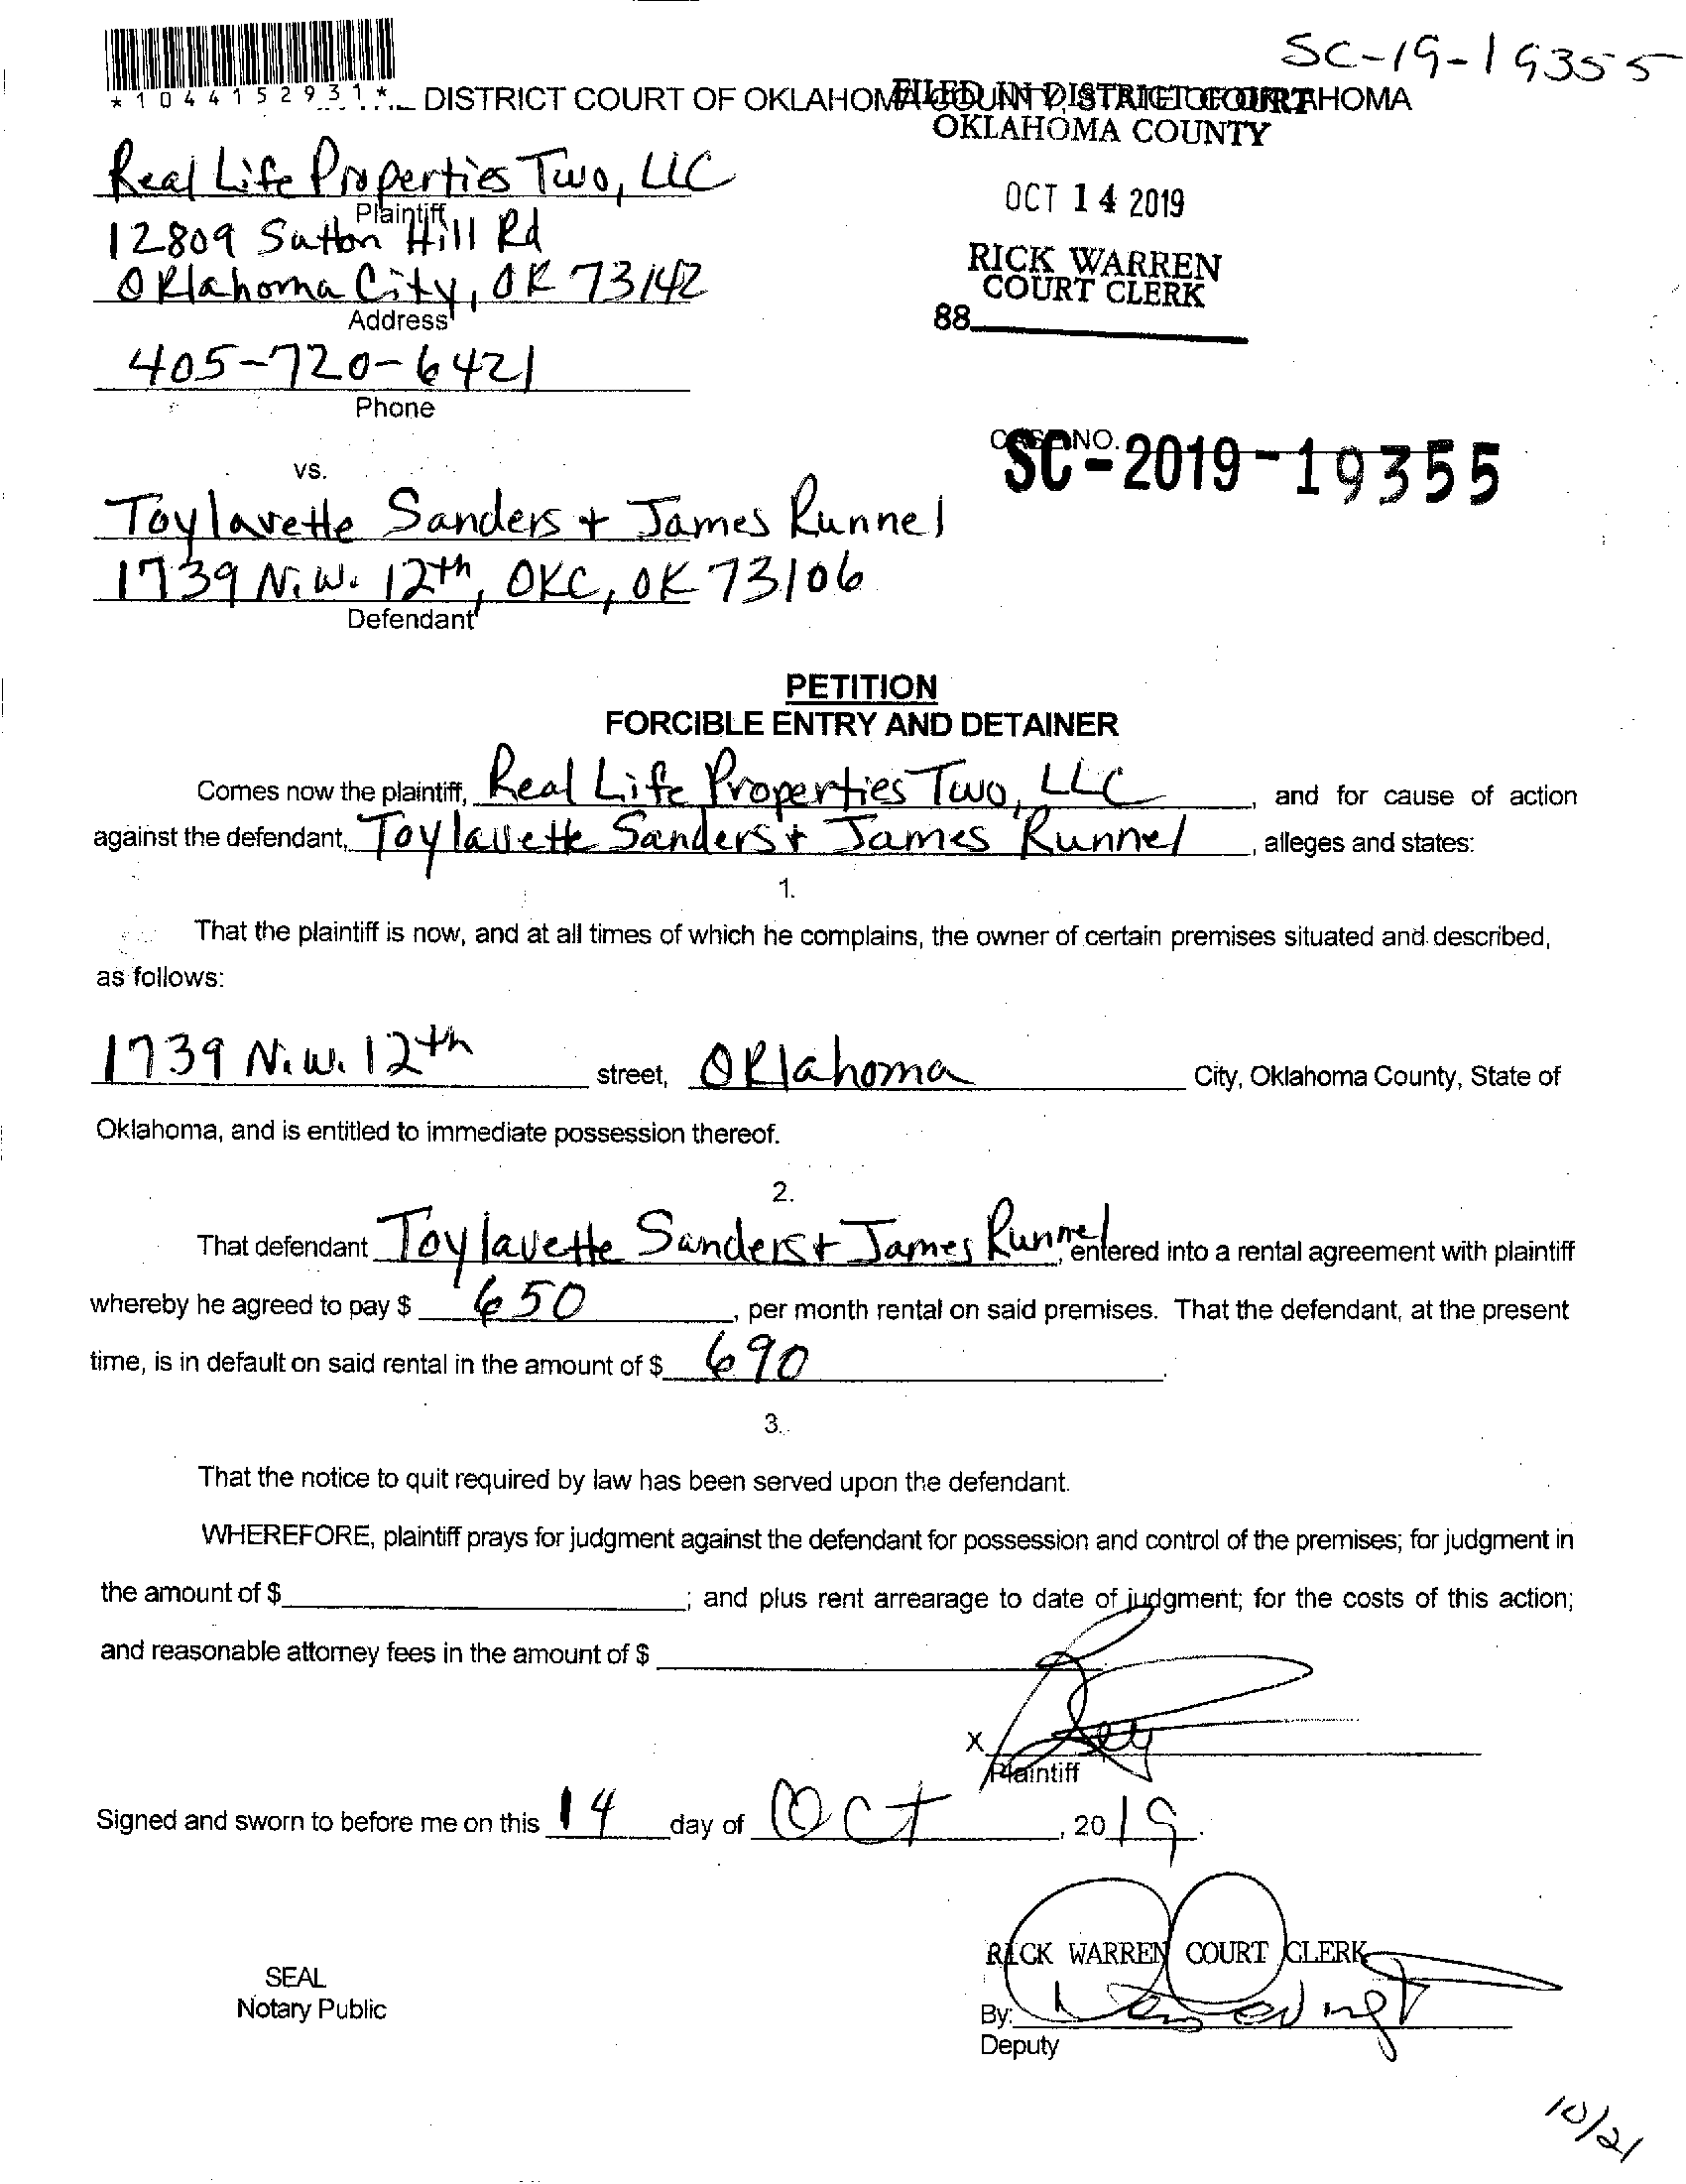 SC-19-19355
*1044152931*
DISTRICT COURT OF OKLAHOMA COUNTY, STATE OF OKLAHOMA
FILED IN DISTRICT COURT
OKLAHOMA COUNTY
Real Life Properties Two, LLC
Plaintiff
OCT 14 2019
12809 Sutton Hill Rd
RICK WARREN
Oklahoma City, OK 73142
COURT CLERK
Address
88
405-720-6421
Phone
CASE NO.
SC-2019-19355
vs.
Toylavette Sanders + James Runnel
1739 N.W. 12th, OKC, OK 73106
Defendant
PETITION
FORCIBLE ENTRY AND DETAINER
Comes now the plaintiff, Real Life Properties Two, LLC, and for cause of action
against the defendant, Toylavette Sanders + James Runnel, alleges and states:
1.
That the plaintiff is now, and at all times of which he complains, the owner of certain premises situated and described,
as follows:
1739 N.W. 12th street, Oklahoma City, Oklahoma County, State of
Oklahoma, and is entitled to immediate possession thereof.
2.
That defendant Toylavette Sanders + James Runnel, entered into a rental agreement with plaintiff
whereby he agreed to pay $ 650, per month rental on said premises. That the defendant, at the present
time, is in default on said rental in the amount of $ 690.
3.
That the notice to quit required by law has been served upon the defendant.
WHEREFORE, plaintiff prays for judgment against the defendant for possession and control of the premises; for judgment in
the amount of $ ; and plus rent arrearage to date of judgment; for the costs of this action;
and reasonable attorney fees in the amount of $
X
Plaintiff
Signed and sworn to before me on this 14 day of Oct, 2019.
RICK WARREN COURT CLERK
SEAL
Notary Public
By:
Deputy
10/21